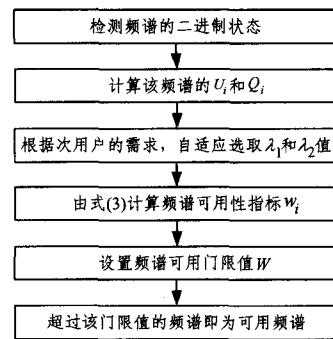 检测频谱的二进制状态
计算该频谱的U_i和Q_i
根据次用户的需求，自适应选取λ_1和λ_2值
由式(3)计算频谱可用性指标w_i
设置频谱可用门限值W
超过该门限值的频谱即为可用频谱